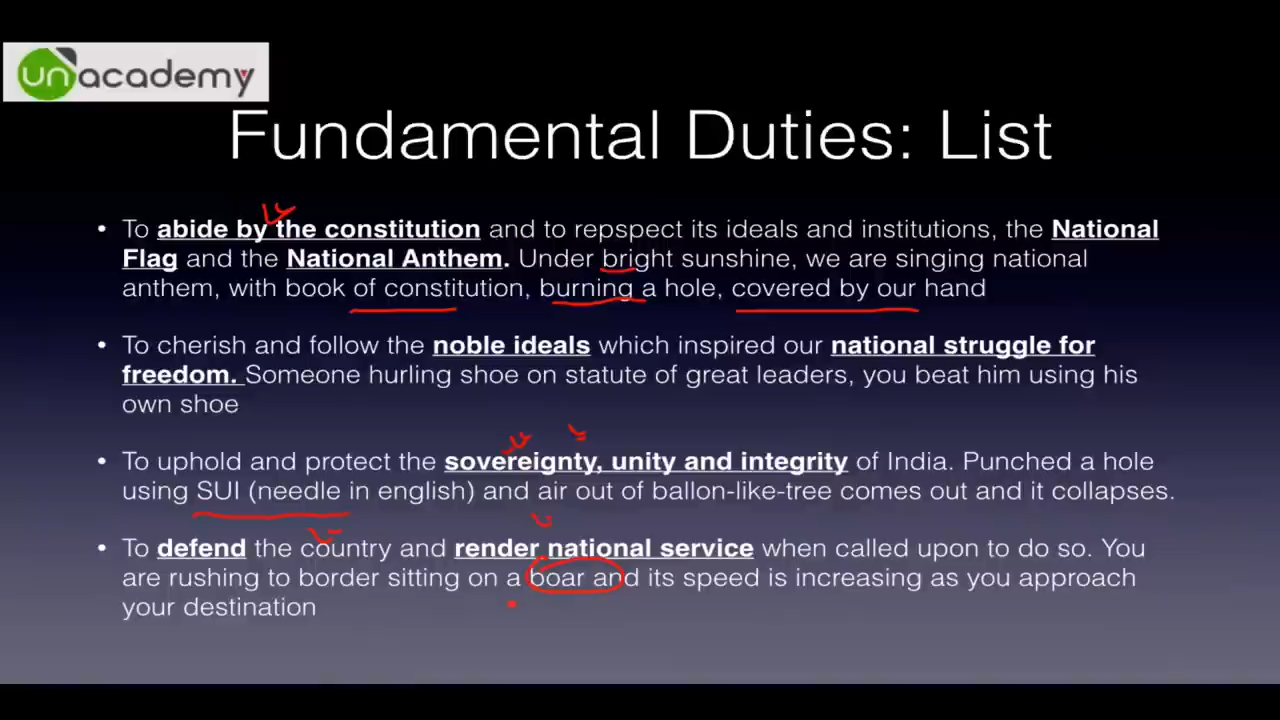 unacademy
Fundamental Duties: List
• To abide by the constitution and to repspect its ideals and institutions, the National
Flag and the National Anthem. Under bright sunshine, we are singing national
anthem, with book of constitution, burning a hole, covered by our hand
• To cherish and follow the noble ideals which inspired our national struggle for
freedom. Someone hurling shoe on statute of great leaders, you beat him using his
own shoe
• To uphold and protect the sovereignty, unity and integrity of India. Punched a hole
using SUI (needle in english) and air out of ballon-like-tree comes out and it collapses.
• To defend the country and render national service when called upon to do so. You
are rushing to border sitting on a boar and its speed is increasing as you approach
your destination